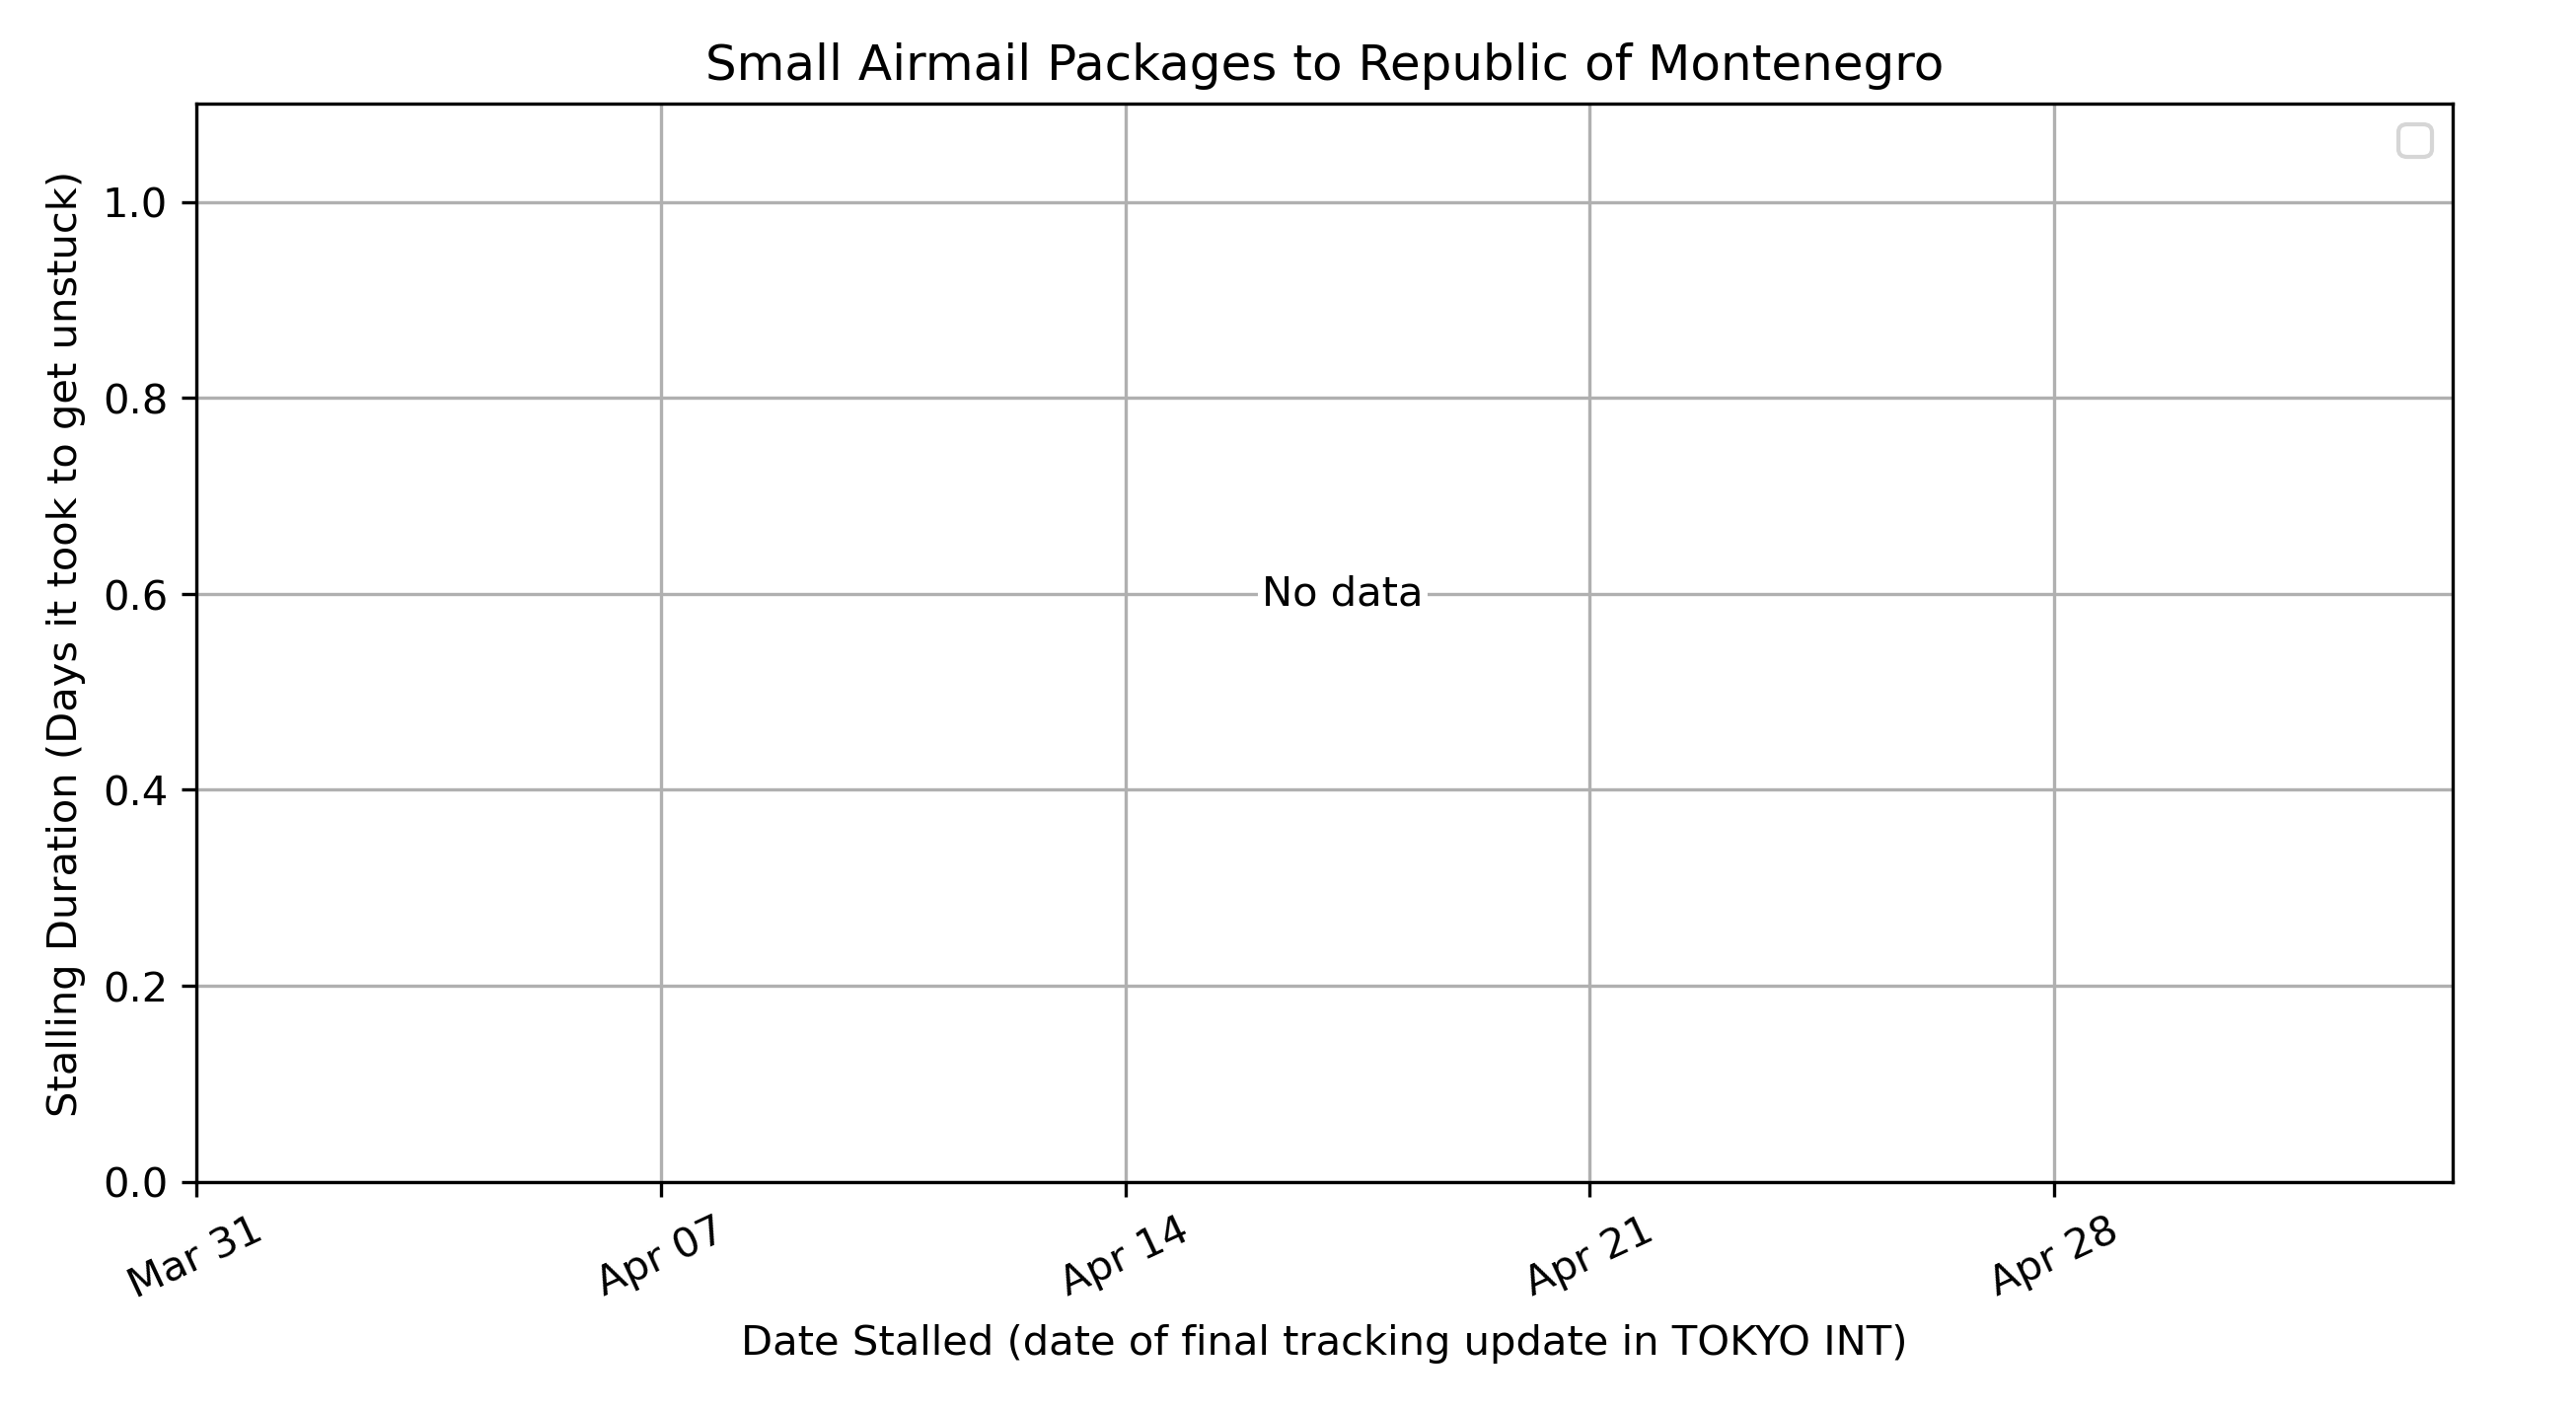 Small Airmail Packages to Republic of Montenegro
Stalling Duration (Days it took to get unstuck)
1.0
0.8
0.6
0.4
0.2
0.0
No data
Mar 31
Apr 07
Apr 14
Apr 21
Apr 28
Date Stalled (date of final tracking update in TOKYO INT)